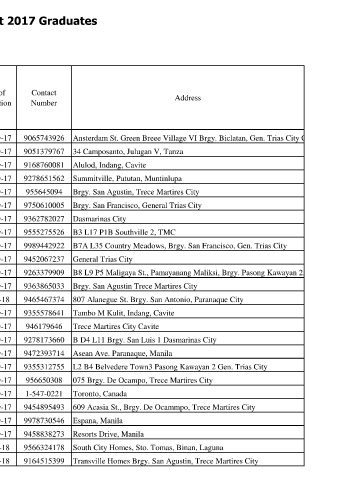 t 2017 Graduates
of
tion
Contact
Number
Address
-17 9065743926 Ansterdam St. Green Breee Village VI Brgy. Biclatan, Gen. Trias City
-17 9051379767 34 Camposanto, Julugan V, Tanza
-17 9168760081 Alulod, Indang, Cavite
-17 9278651562 Summitville, Pututan, Muntinlupa
-17 955645094 Brgy. San Agustin, Trece Martires City
-17 9750610005 Brgy. San Francisco, General Trias City
-17 9362782027 Dasmarinas City
-17 9555275526 B3 L17 P1B Southville 2, TMC
-17 9989442922 B7A L35 Country Meadows, Brgy. San Francisco, Gen. Trias City
-17 9452067237 General Trias City
-17 9263379909 B8 L9 P5 Maligaya St., Pamayanang Maliksi, Brgy. Pasong Kawayan 2
-17 9363865033 Brgy. San Agustin Trece Martires City
-18 9465467374 807 Alanegue St. Brgy. San Antonio, Paranaque City
-17 9355578641 Tambo M Kulit, Indang, Cavite
-17 946179646 Trece Martires City Cavite
-17 9278173660 B D4 L11 Brgy. San Luis 1 Dasmarinas City
-17 9472393714 Asean Ave. Paranaque, Manila
-17 9355312755 L2 B4 Belvedere Town3 Pasong Kawayan 2 Gen. Trias City
-17 956650308 075 Brgy. De Ocampo, Trece Martires City
-17 1-547-0221 Toronto, Canada
-17 9454895493 609 Acasia St., Brgy. De Ocammpo, Trece Martires City
-17 9978730546 Espana, Manila
-17 9458838273 Resorts Drive, Manila
-18 9566324178 South City Homes, Sto. Tomas, Binan, Laguna
-18 9164515399 Transville Homes Brgy. San Agustin, Trece Martires City